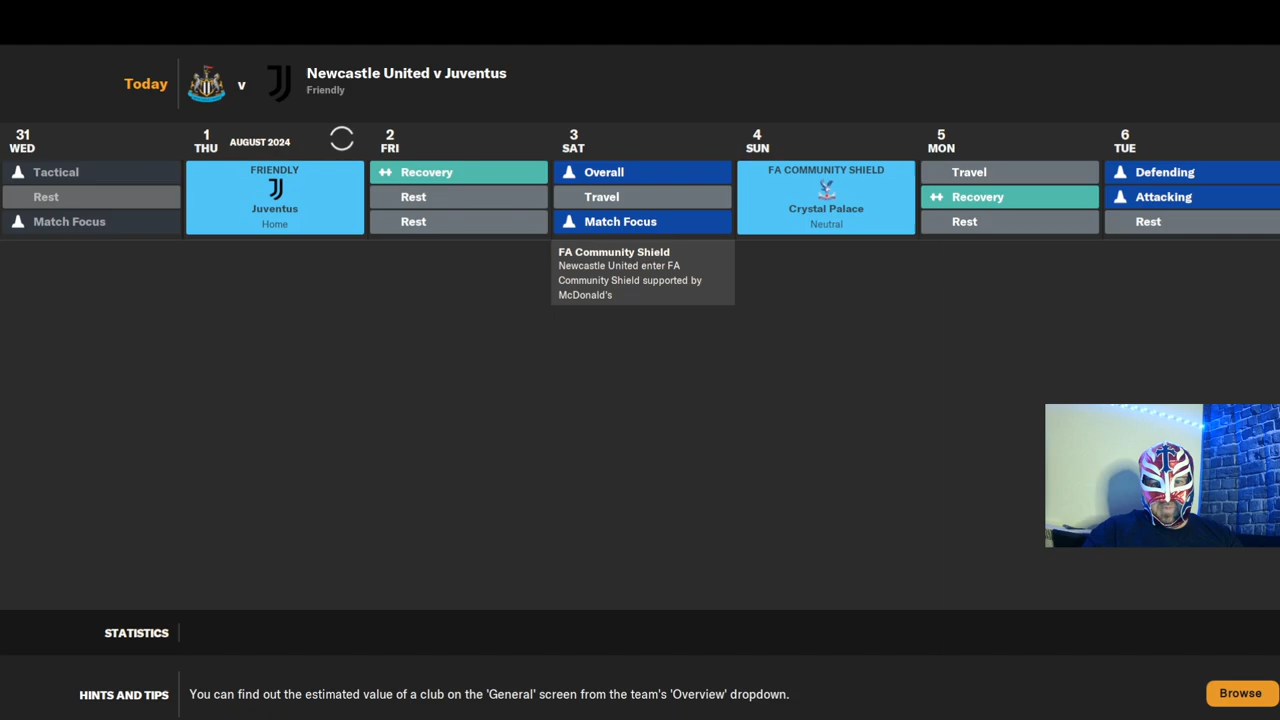 Today
v
Newcastle United v Juventus
Friendly
31
WED
1
THU
AUGUST 2024
2
FRI
3
SAT
4
SUN
5
MON
6
TUE
Tactical
Rest
Match Focus
FRIENDLY
Juventus
Home
Recovery
Rest
Rest
Overall
Travel
Match Focus
FA COMMUNITY SHIELD
Crystal Palace
Neutral
Travel
Recovery
Rest
Defending
Attacking
Rest
FA Community Shield
Newcastle United enter FA
Community Shield supported by
McDonald's
STATISTICS
HINTS AND TIPS
You can find out the estimated value of a club on the 'General' screen from the team's 'Overview' dropdown.
Browse